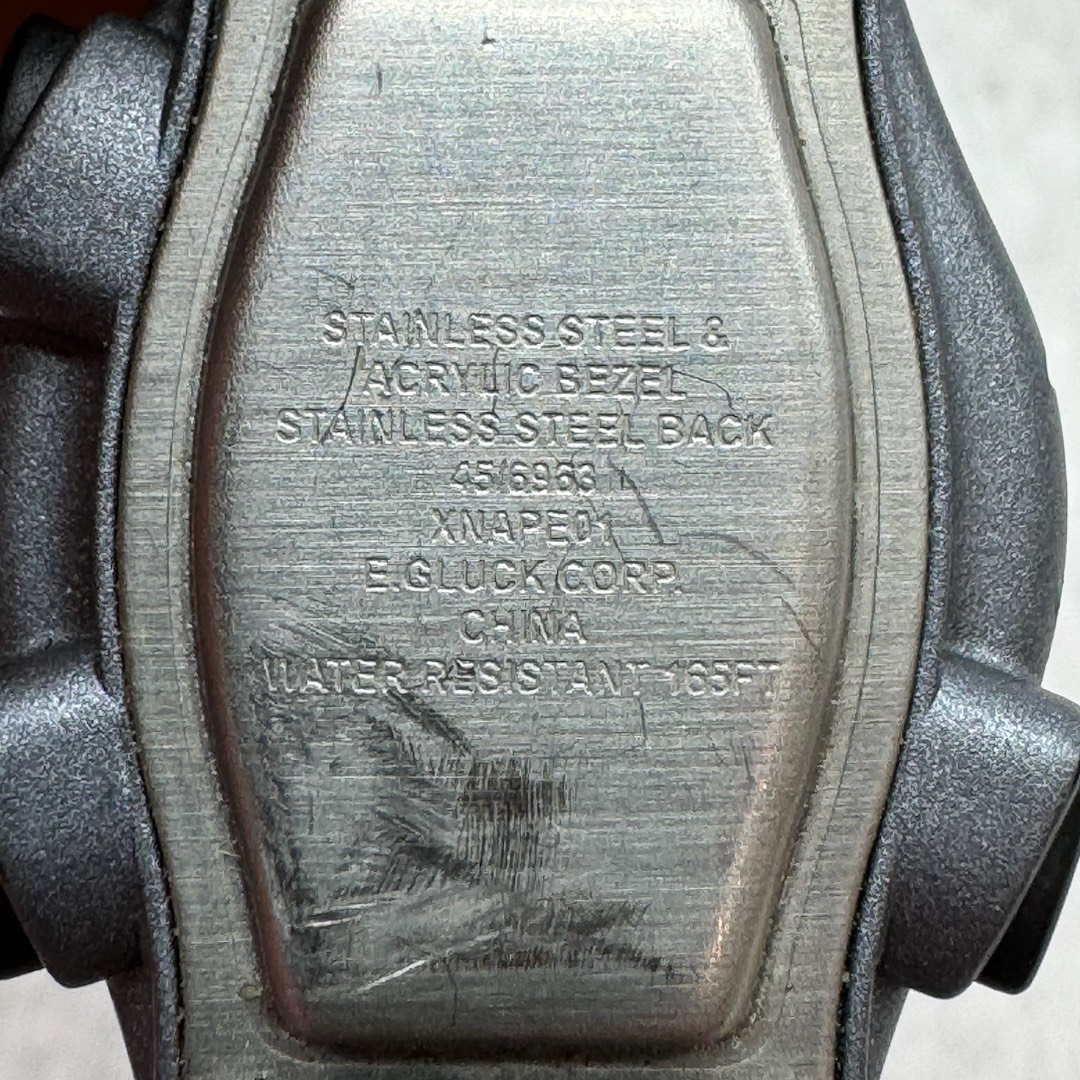 STAINLESS STEEL &
ACRYLIC BEZEL
STAINLESS STEEL BACK
45/6963
XNAPE01
E.GLUCK CORP.
CHINA
WATER RESISTANT 165FT